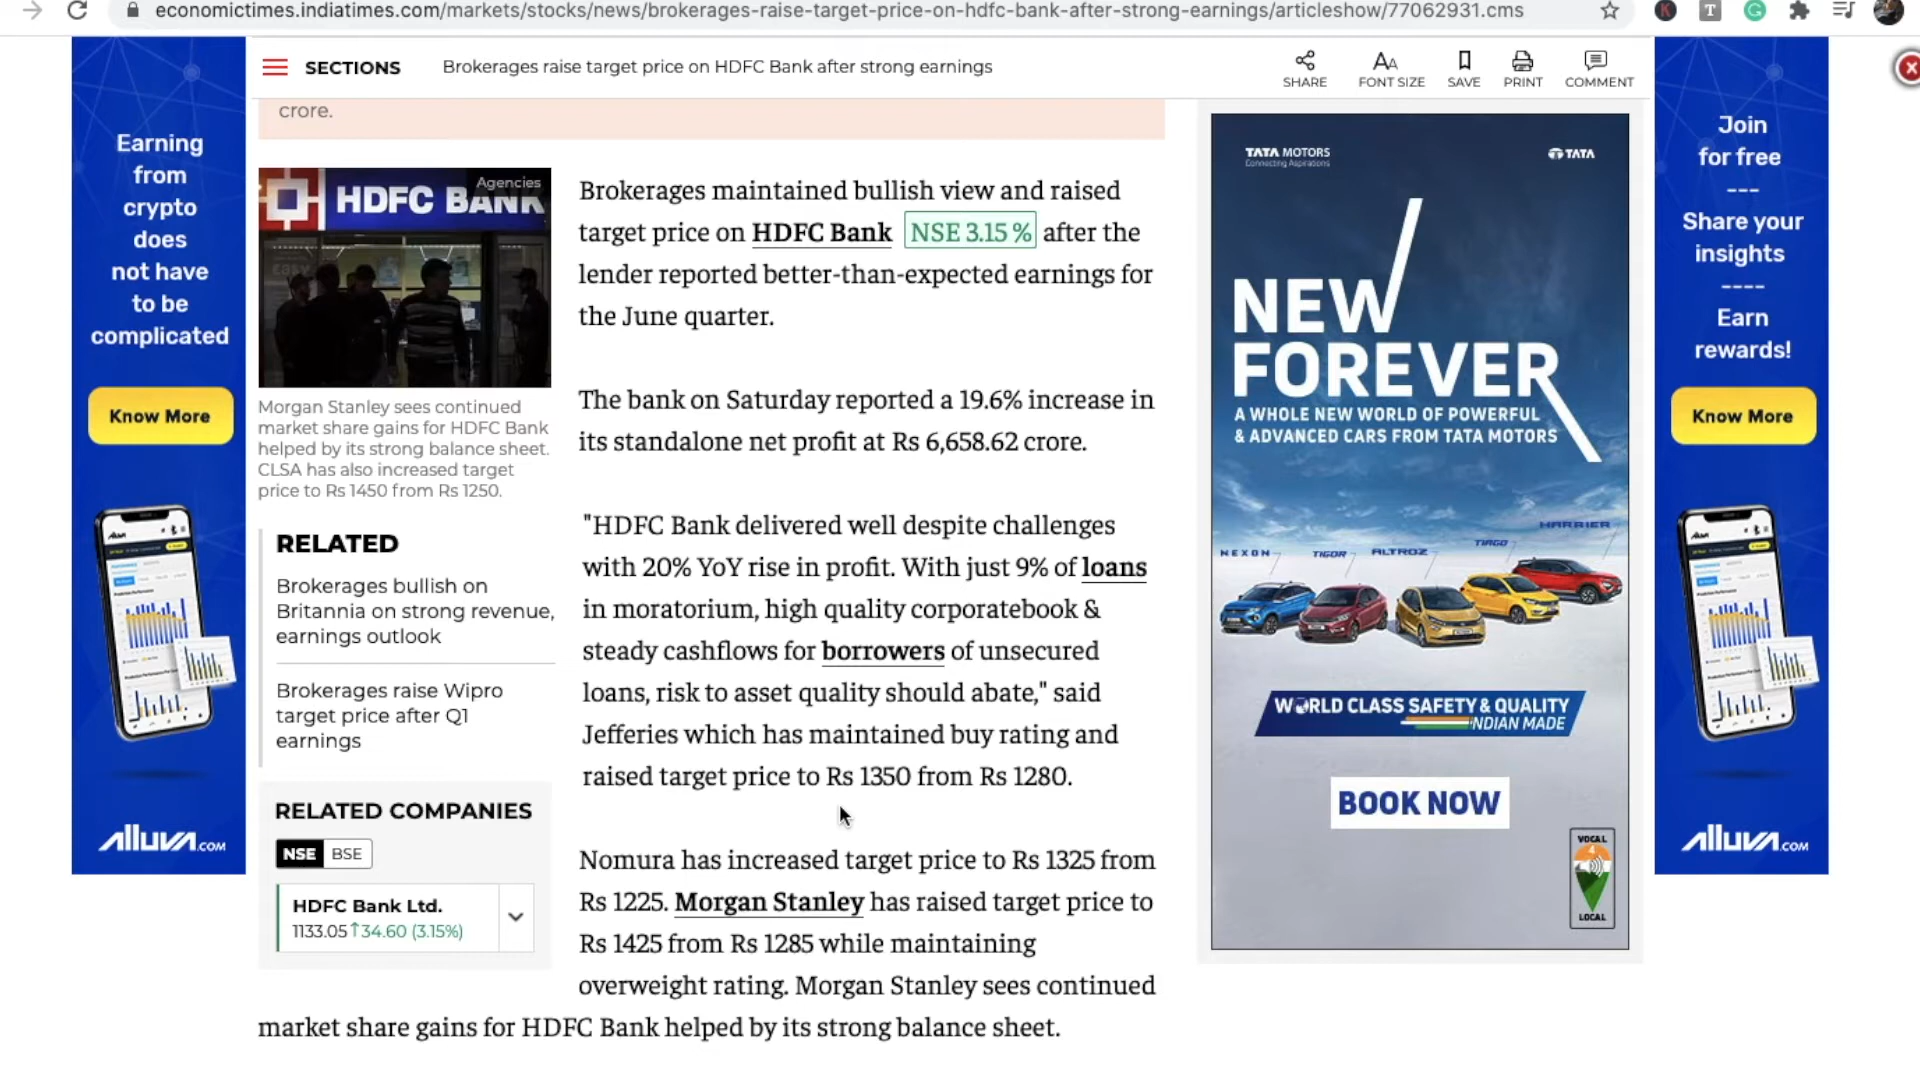 economictimes.indiatimes.com/markets/stocks/news/brokerages-raise-target-price-on-hdfc-bank-after-strong-earnings/articleshow/77062931.cms
SECTIONS
Brokerages raise target price on HDFC Bank after strong earnings
SHARE
FONT SIZE
SAVE
PRINT
COMMENT
Earning
from
crypto
does
not have
to be
complicated
Know More
alluva.COM
crore.
Agencies
HDFC BANK
Morgan Stanley sees continued
market share gains for HDFC Bank
helped by its strong balance sheet.
CLSA has also increased target
price to Rs 1450 from Rs 1250.
RELATED
Brokerages bullish on
Britannia on strong revenue,
earnings outlook
Brokerages raise Wipro
target price after Q1
earnings
RELATED COMPANIES
NSE BSE
HDFC Bank Ltd.
1133.05↑34.60 (3.15%)
Brokerages maintained bullish view and raised
target price on HDFC Bank NSE 3.15 % after the
lender reported better-than-expected earnings for
the June quarter.
The bank on Saturday reported a 19.6% increase in
its standalone net profit at Rs 6,658.62 crore.
"HDFC Bank delivered well despite challenges
with 20% YoY rise in profit. With just 9% of loans
in moratorium, high quality corporatebook &
steady cashflows for borrowers of unsecured
loans, risk to asset quality should abate," said
Jefferies which has maintained buy rating and
raised target price to Rs 1350 from Rs 1280.
Nomura has increased target price to Rs 1325 from
Rs 1225. Morgan Stanley has raised target price to
Rs 1425 from Rs 1285 while maintaining
overweight rating. Morgan Stanley sees continued
market share gains for HDFC Bank helped by its strong balance sheet.
TATA MOTORS
Connecting Aspirations
TATA
NEW
FOREVER
A WHOLE NEW WORLD OF POWERFUL
& ADVANCED CARS FROM TATA MOTORS
NEXON
TIGOR
ALTROZ
TIAGO
HARRIER
WORLD CLASS SAFETY & QUALITY
INDIAN MADE
BOOK NOW
VOCAL
4
LOCAL
Join
for free
---
Share your
insights
----
Earn
rewards!
Know More
alluva.COM